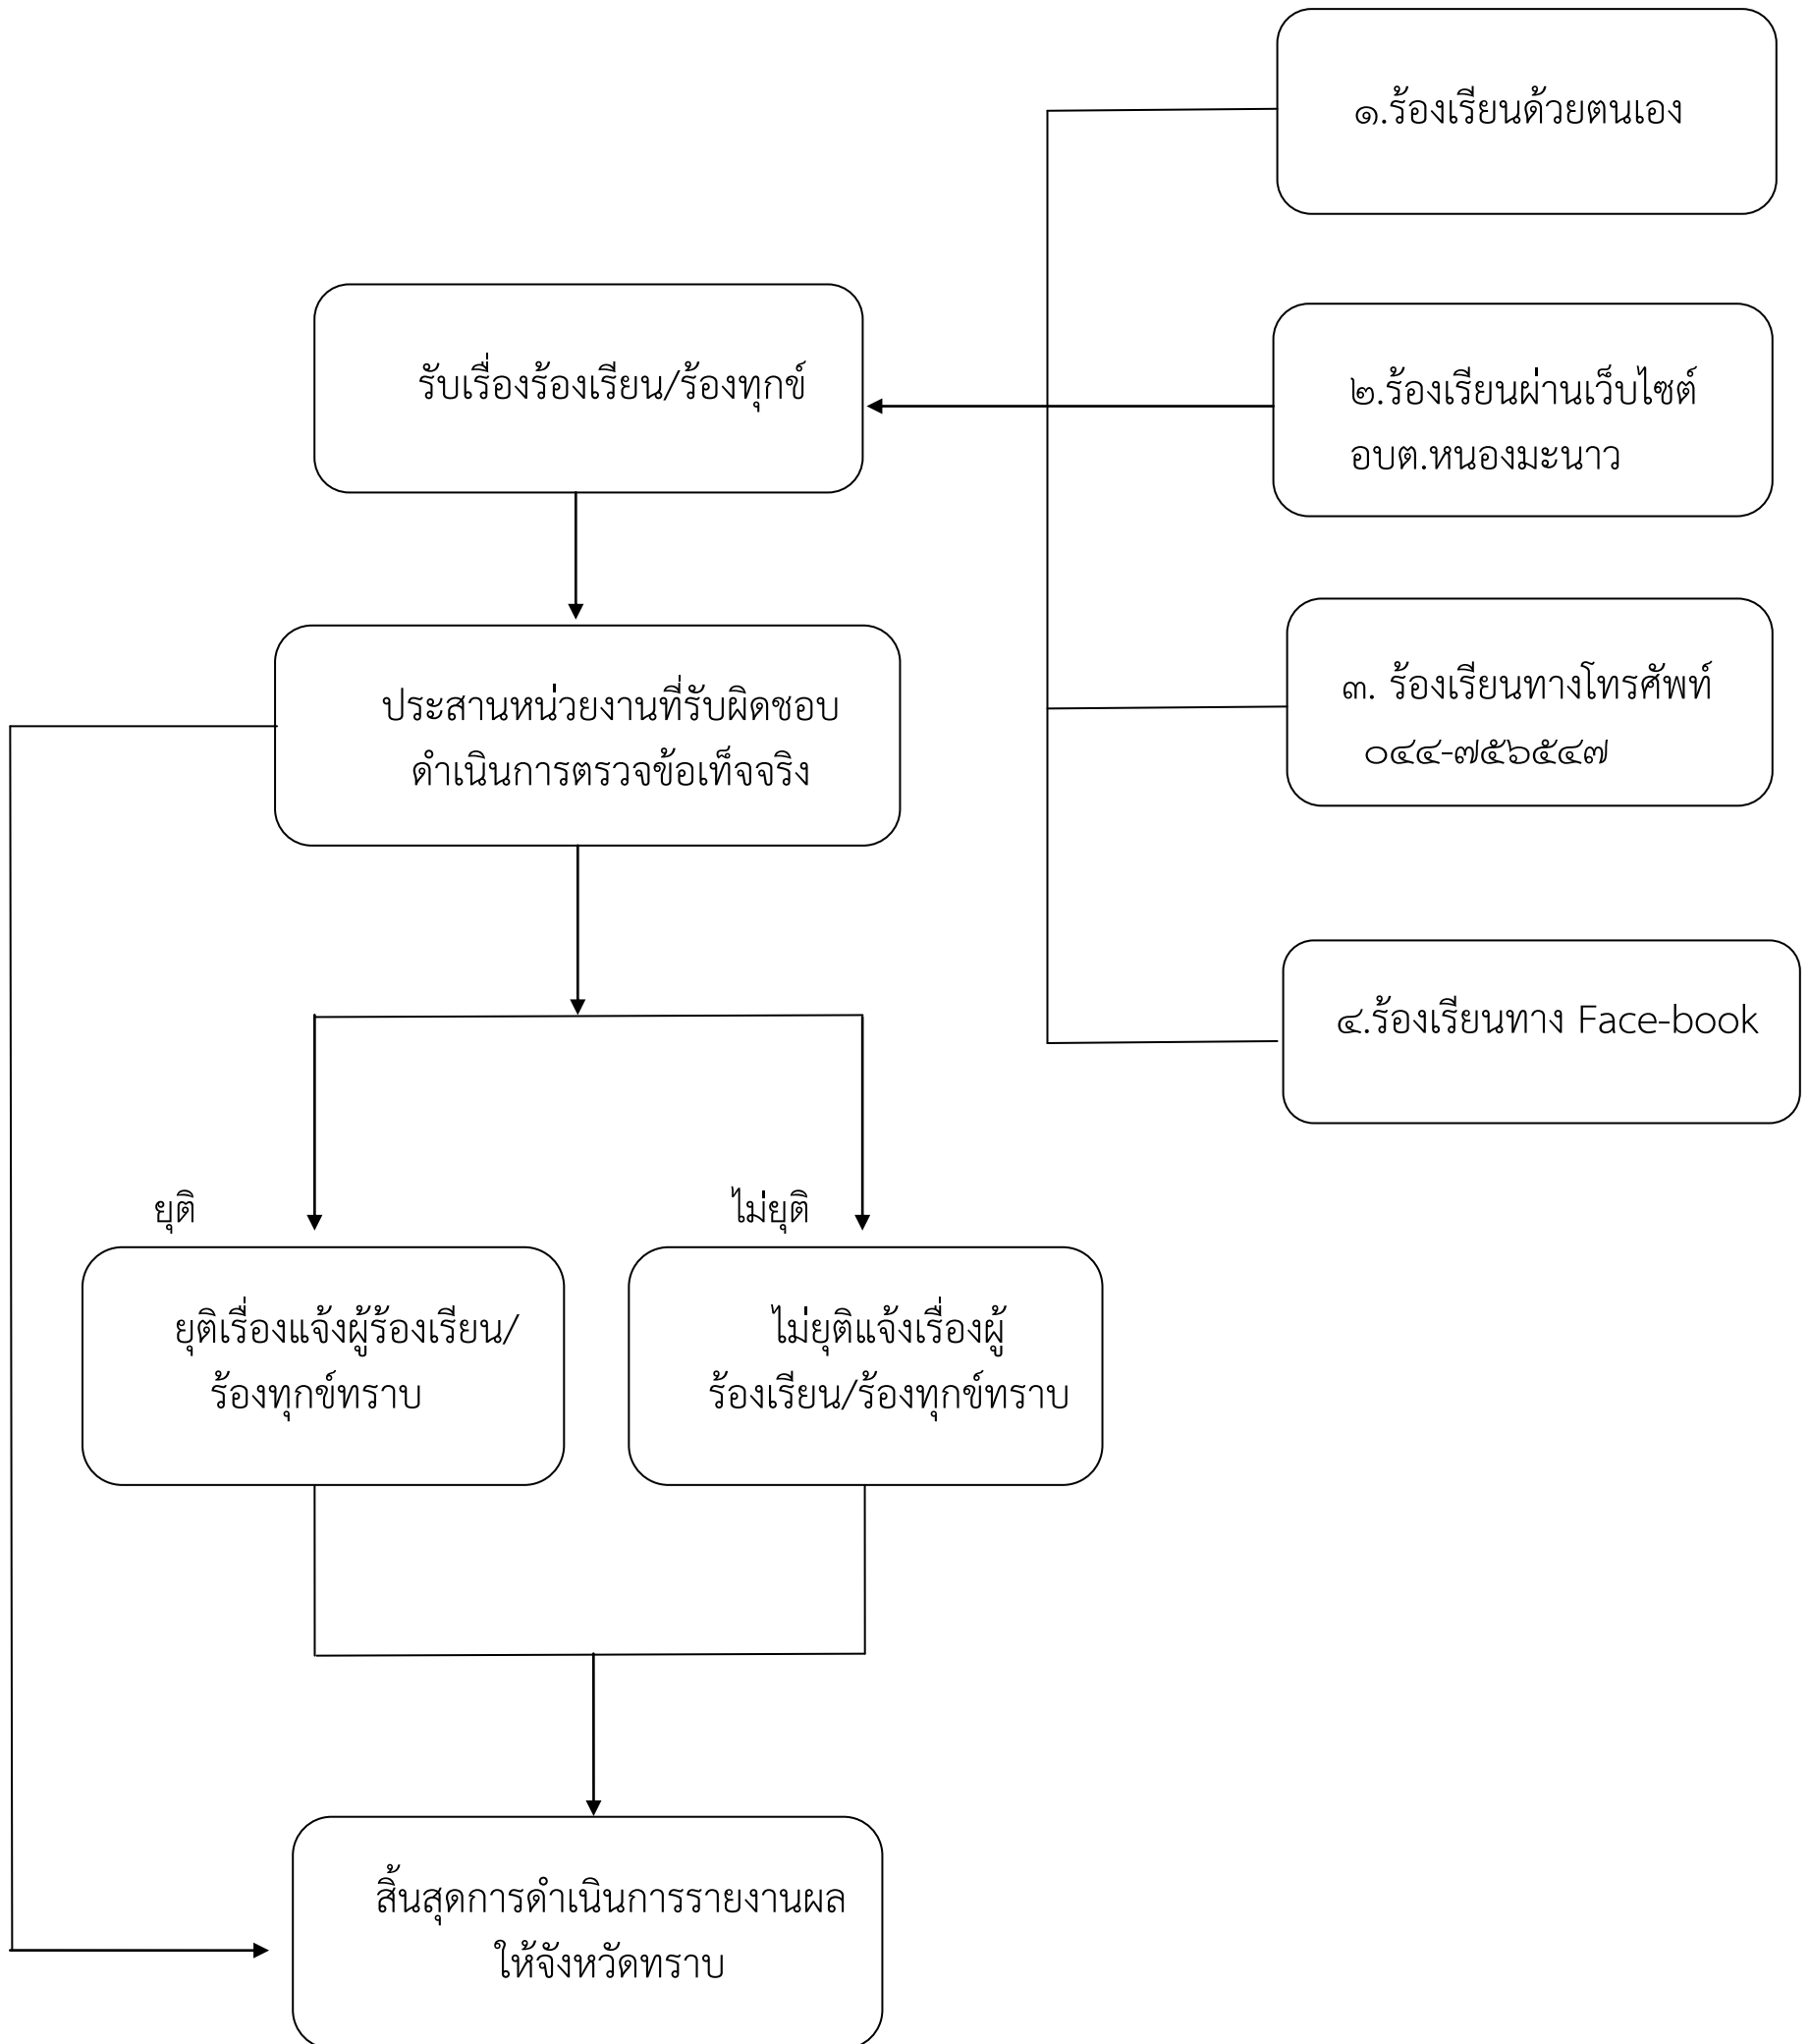 ๑.ร้องเรียนด้วยตนเอง
รับเรื่องร้องเรียน/ร้องทุกข์
๒.ร้องเรียนผ่านเว็บไซต์
อบต.หนองมะนาว
๓. ร้องเรียนทางโทรศัพท์
๐๔๔-๗๕๖๕๔๗
ประสานหน่วยงานที่รับผิดชอบ
ดำเนินการตรวจข้อเท็จจริง
๔.ร้องเรียนทาง Face-book
ยุติ
ไม่ยุติ
ยุติเรื่องแจ้งผู้ร้องเรียน/
ร้องทุกข์ทราบ
ไม่ยุติแจ้งเรื่องผู้
ร้องเรียน/ร้องทุกข์ทราบ
สิ้นสุดการดำเนินการรายงานผล
ให้จังหวัดทราบ